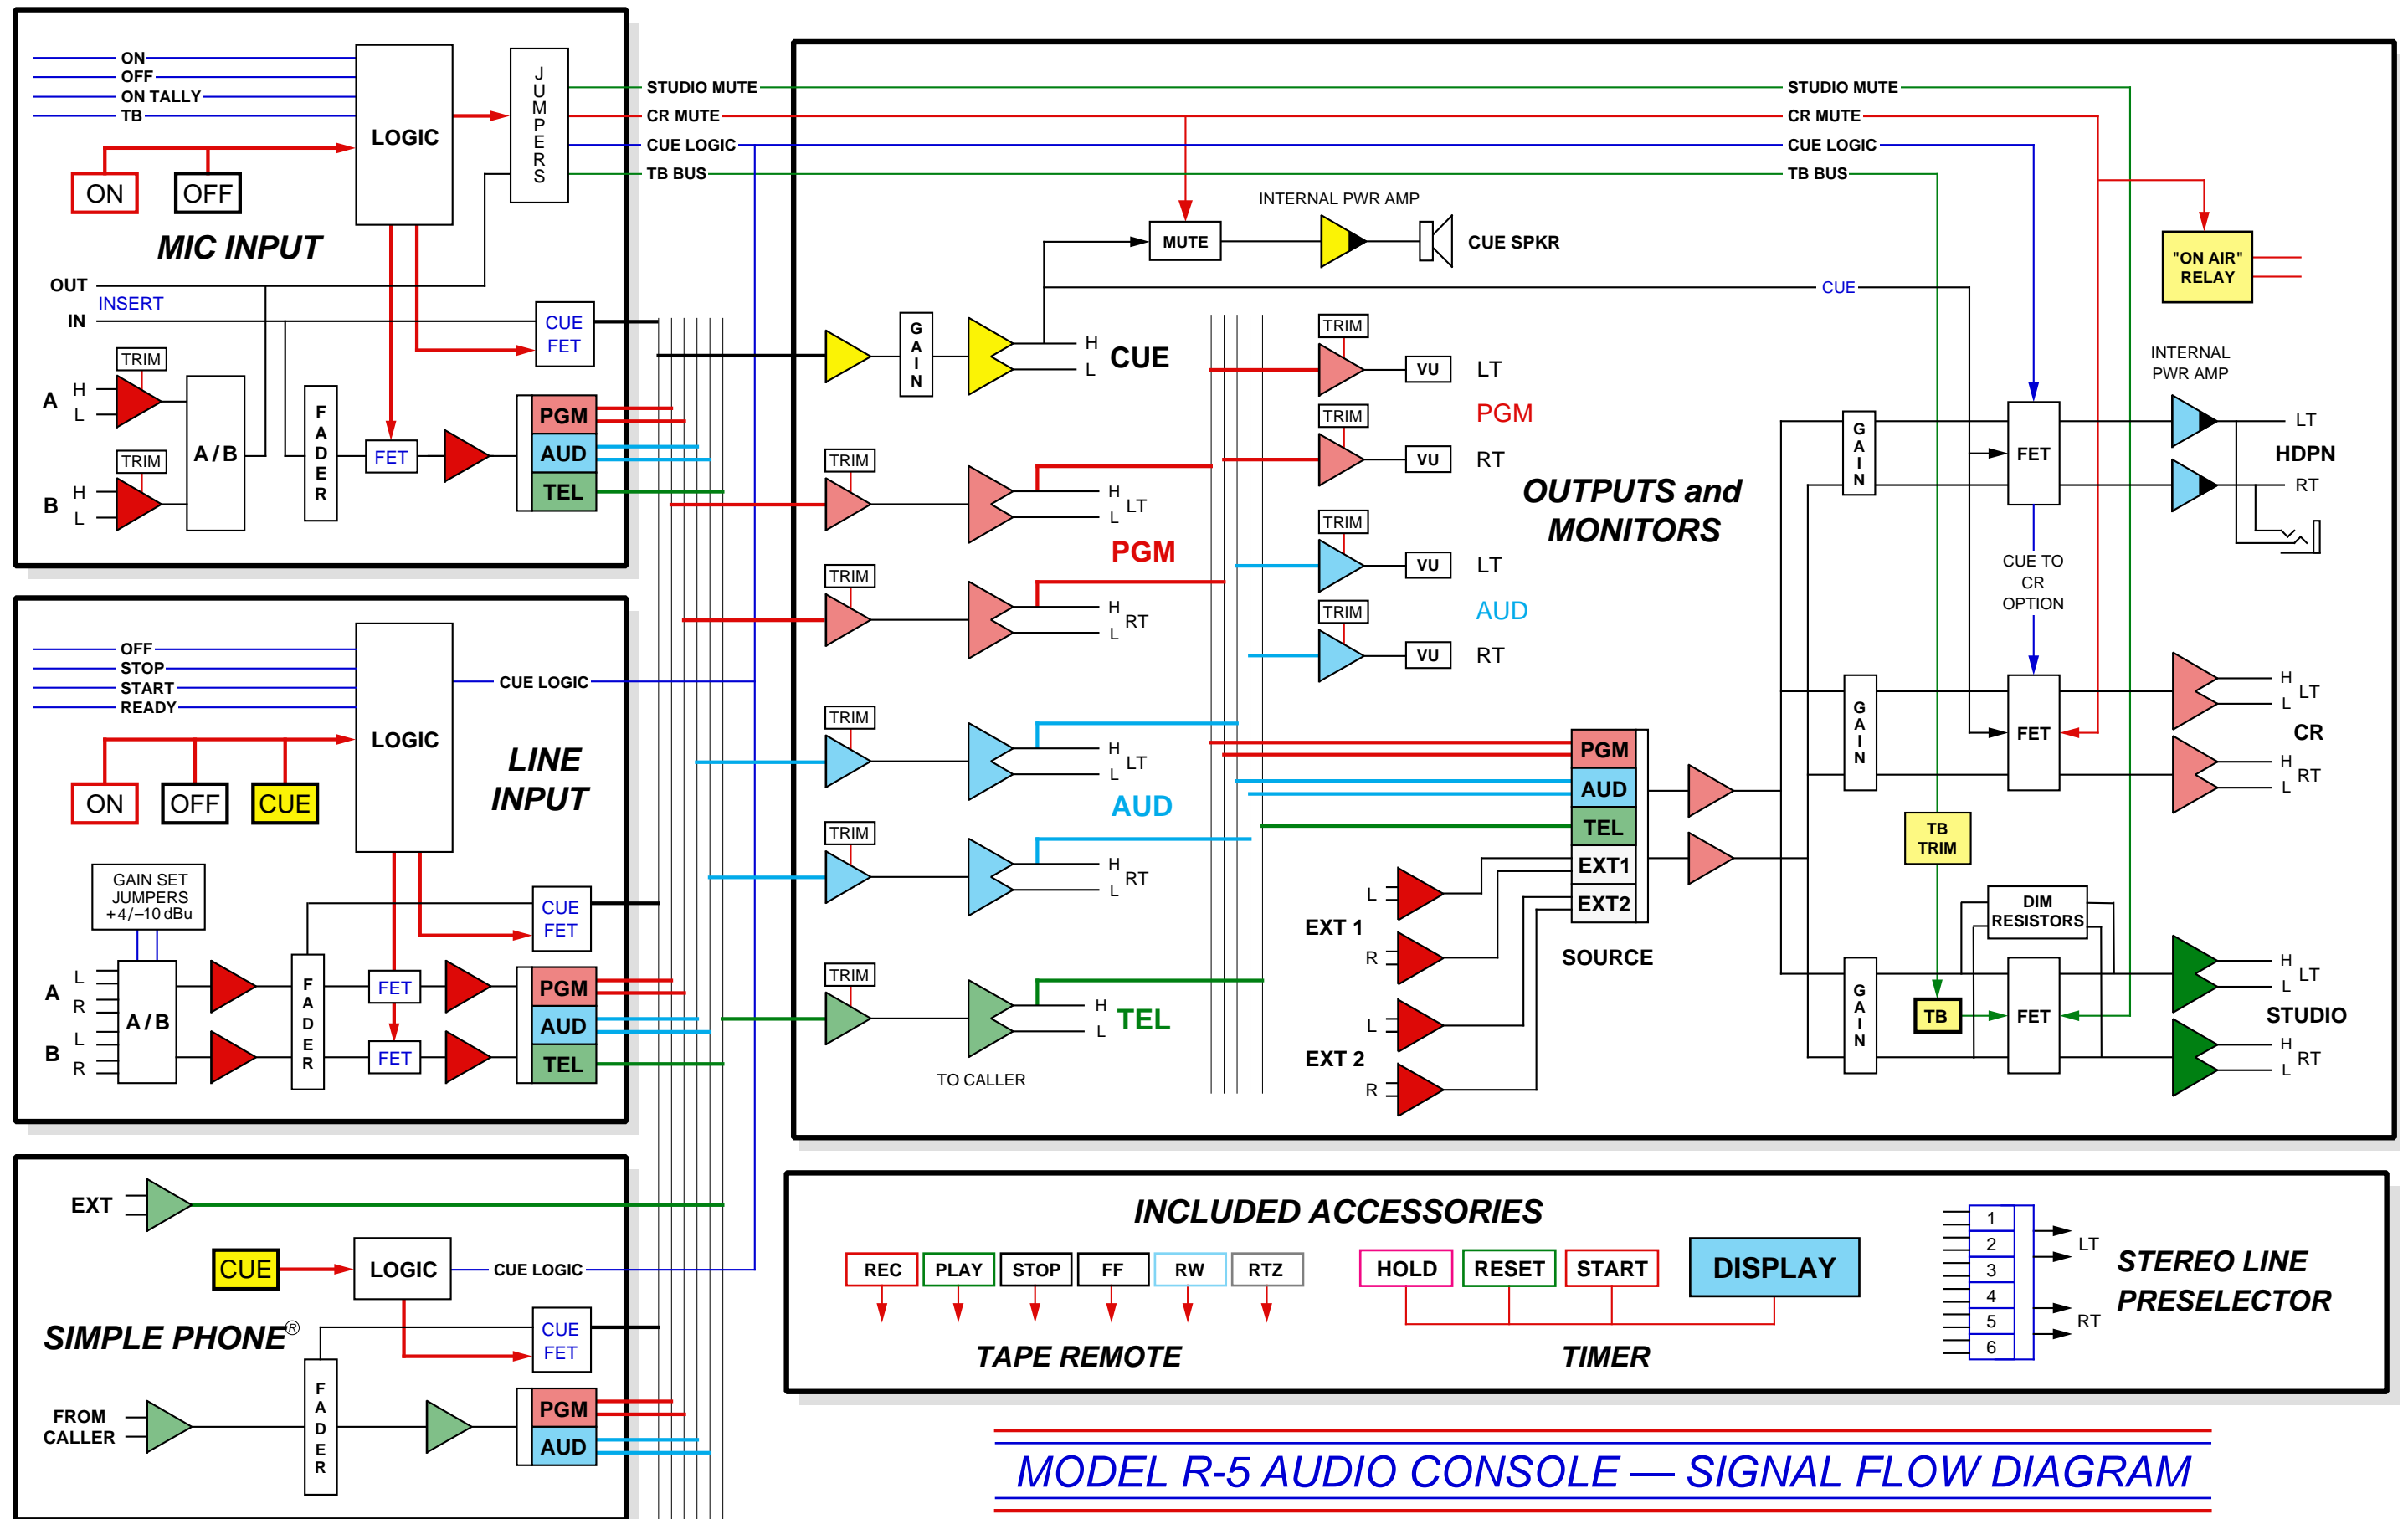 ON
OFF
ON TALLY
TB
LOGIC
JUMPERS
ON
OFF
MIC INPUT
OUT
INSERT
IN
CUE
FET
TRIM
A
H
L
TRIM
B
H
L
A/B
FADER
FET
PGM
AUD
TEL
OFF
STOP
START
READY
LOGIC
CUE LOGIC
ON
OFF
CUE
LINE
INPUT
GAIN SET
JUMPERS
+4/–10 dBu
CUE
FET
A
L
R
B
L
R
A/B
FADER
FET
FET
PGM
AUD
TEL
EXT
CUE
LOGIC
CUE LOGIC
SIMPLE PHONE®
CUE
FET
FROM
CALLER
FADER
PGM
AUD
STUDIO MUTE
CR MUTE
CUE LOGIC
TB BUS
STUDIO MUTE
CR MUTE
CUE LOGIC
TB BUS
INTERNAL PWR AMP
MUTE
CUE SPKR
CUE
"ON AIR"
RELAY
GAIN
H
L
CUE
TRIM
H
L
LT
PGM
TRIM
H
L
RT
TRIM
H
L
LT
AUD
TRIM
H
L
RT
TRIM
H
L
TEL
TO CALLER
TRIM
VU
LT
PGM
TRIM
VU
RT
OUTPUTS and
MONITORS
TRIM
VU
LT
AUD
TRIM
VU
RT
PGM
AUD
TEL
EXT1
EXT2
SOURCE
EXT 1
L
R
EXT 2
L
R
GAIN
FET
INTERNAL
PWR AMP
LT
HDPN
RT
CUE TO
CR
OPTION
GAIN
FET
H
L
LT
CR
H
L
RT
TB
TRIM
DIM
RESISTORS
GAIN
TB
FET
H
L
LT
STUDIO
H
L
RT
INCLUDED ACCESSORIES
REC
PLAY
STOP
FF
RW
RTZ
TAPE REMOTE
HOLD
RESET
START
DISPLAY
TIMER
1
2
3
4
5
6
LT
RT
STEREO LINE
PRESELECTOR
MODEL R-5 AUDIO CONSOLE — SIGNAL FLOW DIAGRAM